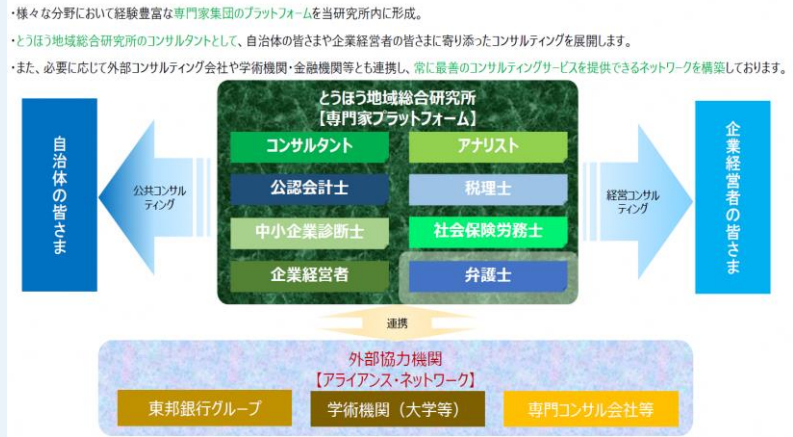 ・様々な分野において経験豊富な専門家集団のプラットフォームを当研究所内に形成。
・とうほう地域総合研究所のコンサルタントとして、自治体の皆さまや企業経営者の皆さまに寄り添ったコンサルティングを展開します。
・また、必要に応じて外部コンサルティング会社や学術機関・金融機関等とも連携し、常に最善のコンサルティングサービスを提供できるネットワークを構築しております。
とうほう地域総合研究所
【専門家プラットフォーム】
自治体の皆さま
公共コンサル
ティング
コンサルタント
アナリスト
公認会計士
税理士
中小企業診断士
社会保険労務士
企業経営者
弁護士
経営コンサル
ティング
企業経営者の皆さま
連携
外部協力機関
【アライアンス・ネットワーク】
東邦銀行グループ
学術機関（大学等）
専門コンサル会社等